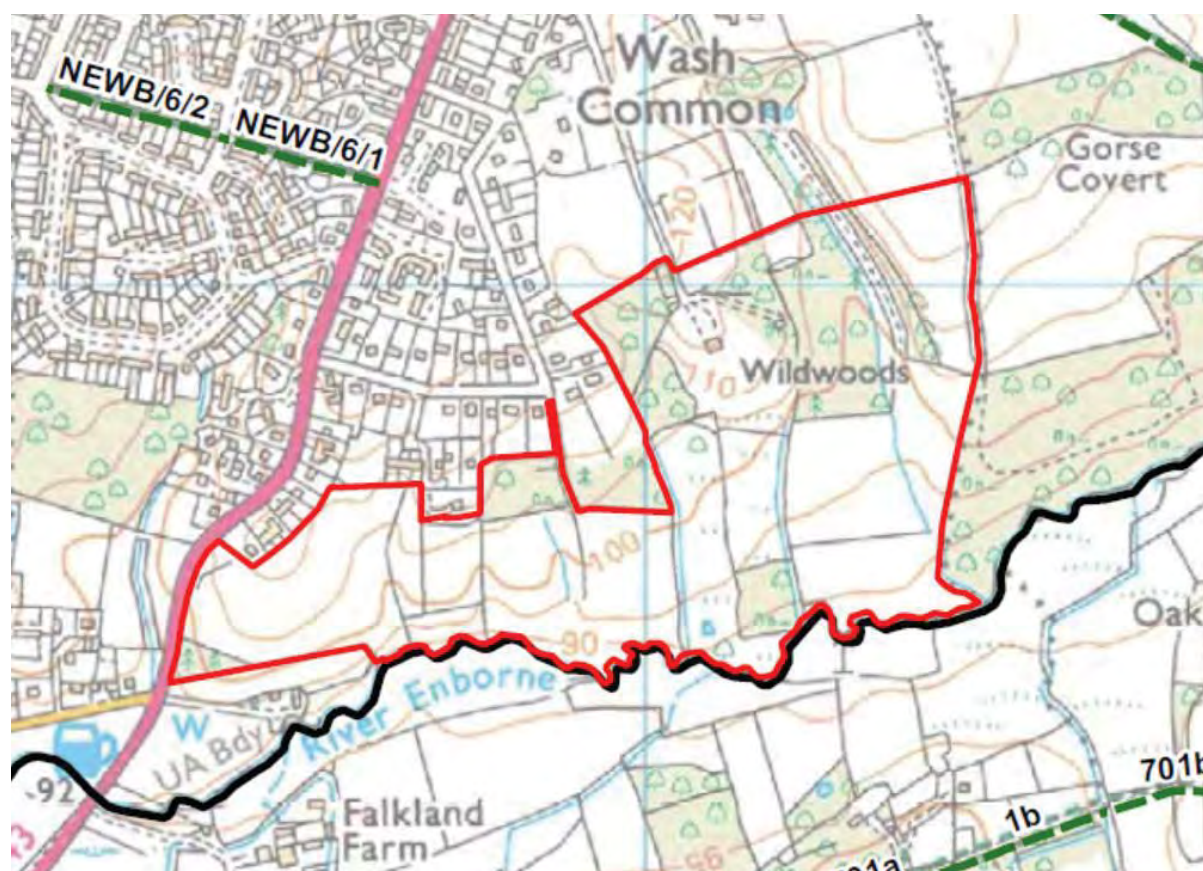 Wash
Common
NEWB/6/2
NEWB/6/1
Gorse
Covert
120
110
Wildwoods
100
90
River Enborne
W
UA Bdy
Oak
-92
Falkland
Farm
701b
1b
95